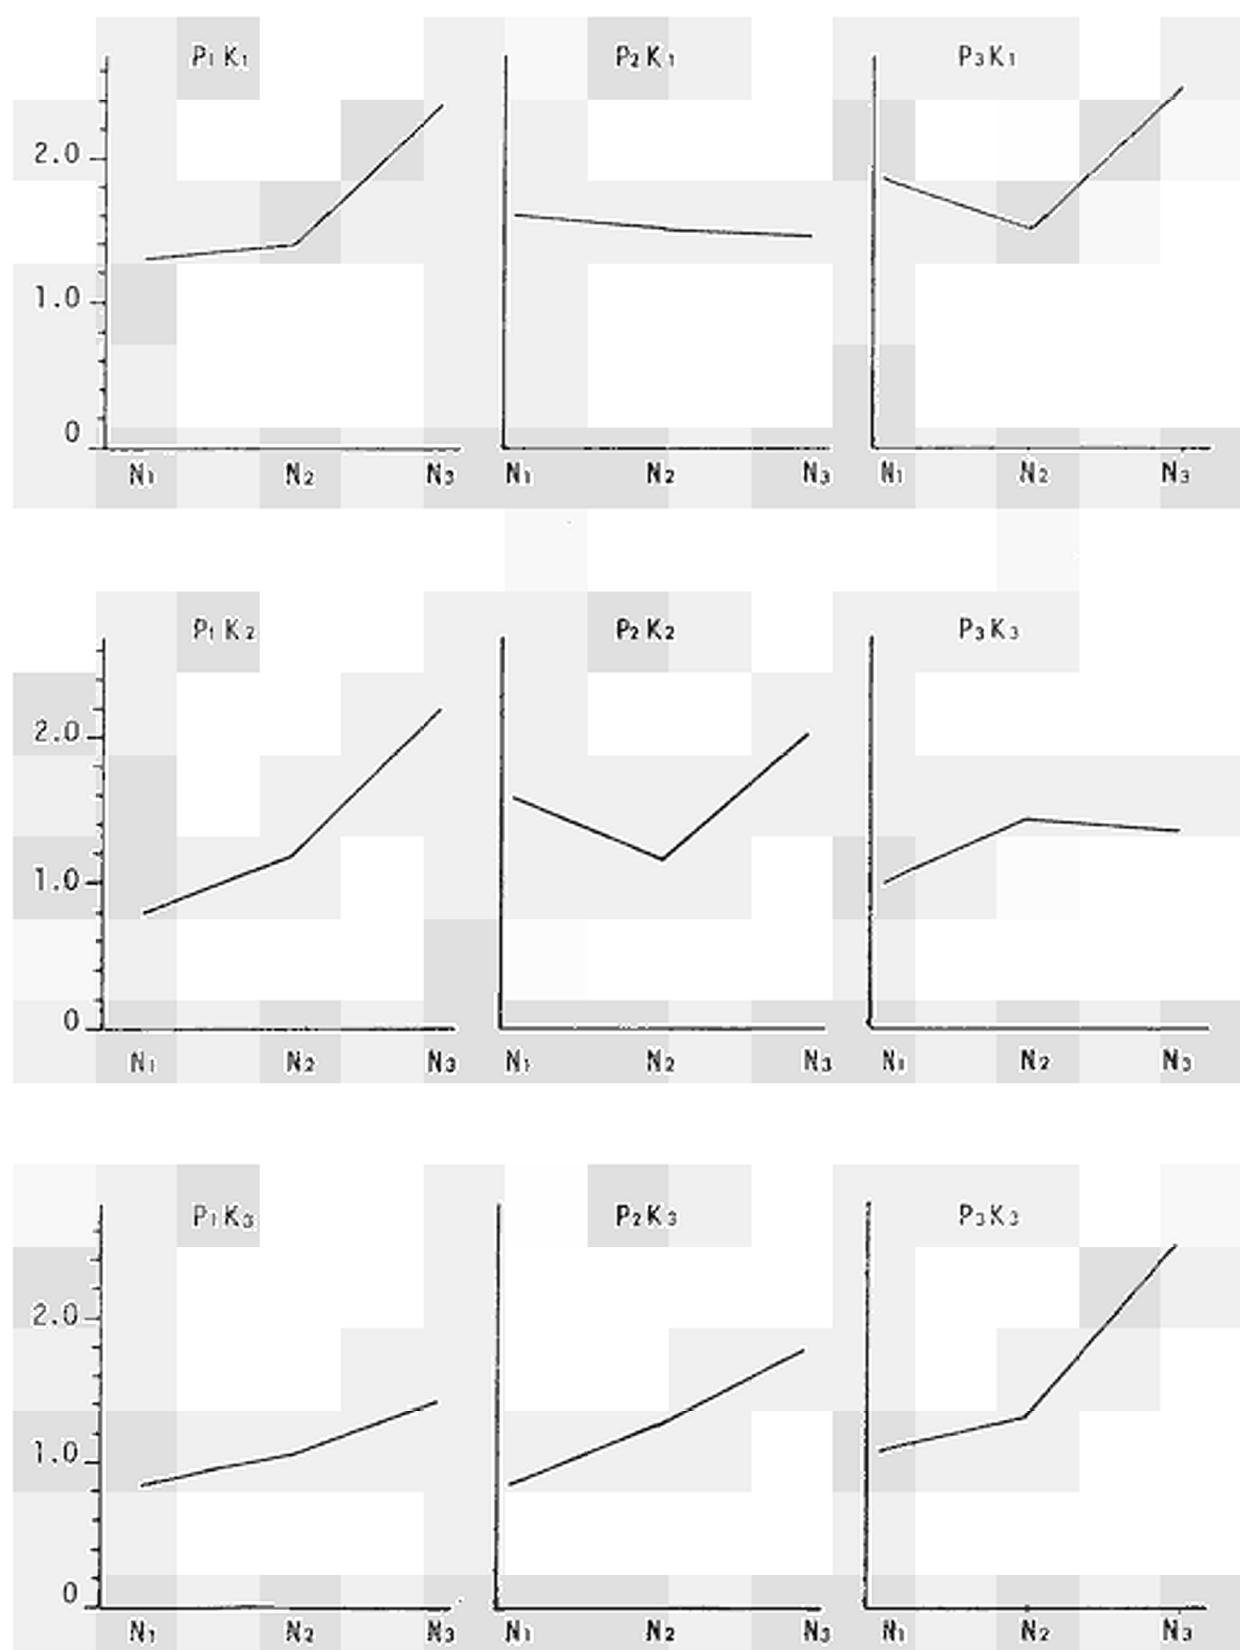 P₁K₁ P₂K₁ P₃K₁
2.0
1.0
0
N₁ N₂ N₃ N₁ N₂ N₃ N₁ N₂ N₃
P₁K₂ P₂K₂ P₃K₃
2.0
1.0
0
N₁ N₂ N₃ N₁ N₂ N₃ N₁ N₂ N₃
P₁K₃ P₂K₃ P₃K₃
2.0
1.0
0
N₁ N₂ N₃ N₁ N₂ N₃ N₁ N₂ N₃